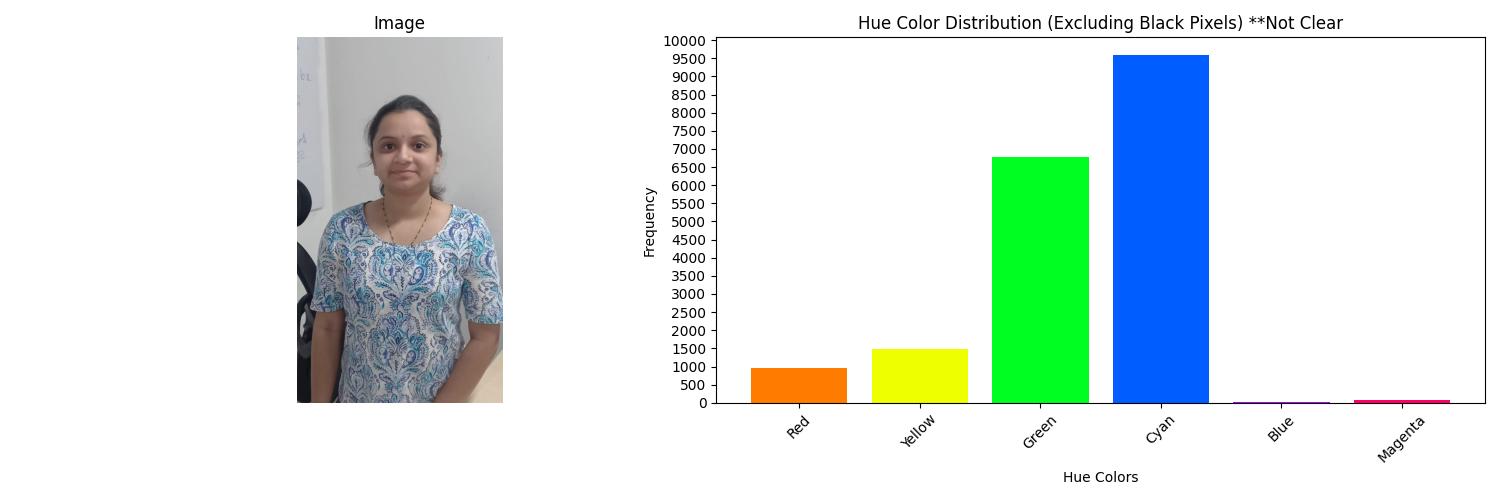 Image
Hue Color Distribution (Excluding Black Pixels) **Not Clear
10000
9500
9000
8500
8000
7500
7000
6500
6000
5500
5000
4500
4000
3500
3000
2500
2000
1500
1000
500
0
Frequency
Red
Yellow
Green
Cyan
Blue
Magenta
Hue Colors